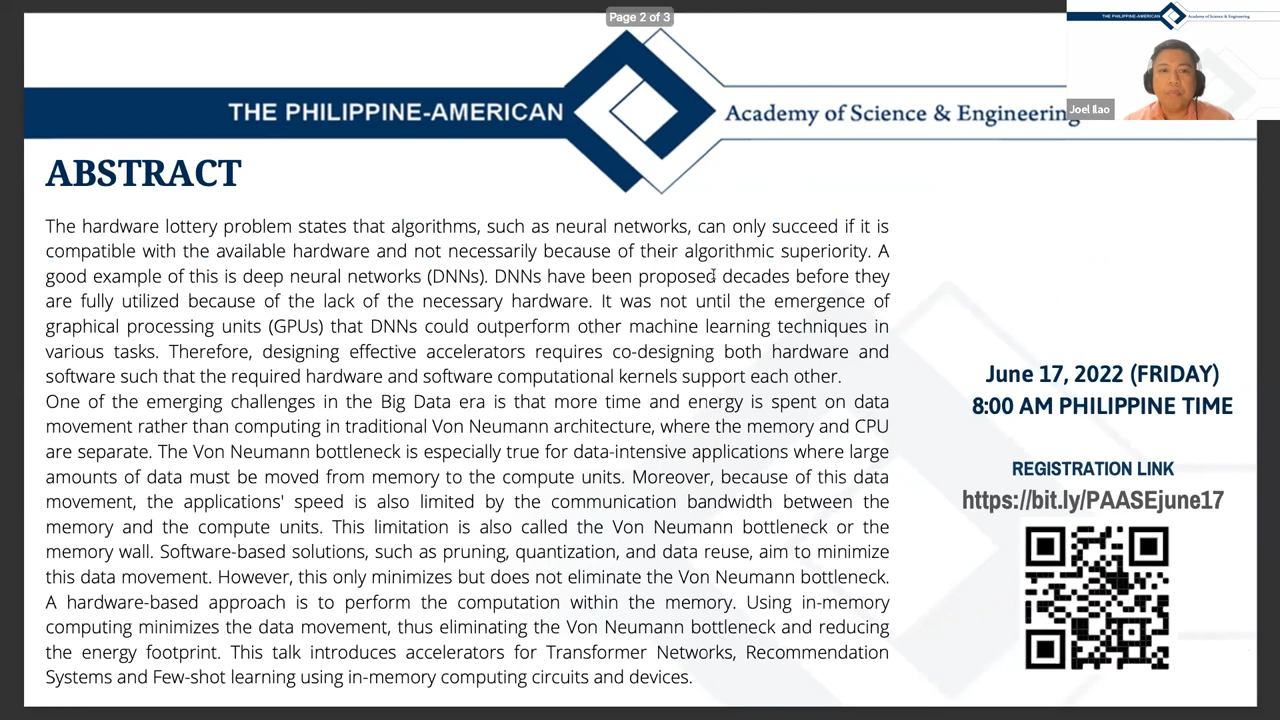 Page 2 of 3
THE PHILIPPINE-AMERICAN Academy of Science & Engineering
THE PHILIPPINE-AMERICAN Academy of Science & Engineering
Joel Ilao
ABSTRACT
The hardware lottery problem states that algorithms, such as neural networks, can only succeed if it is
compatible with the available hardware and not necessarily because of their algorithmic superiority. A
good example of this is deep neural networks (DNNs). DNNs have been proposed decades before they
are fully utilized because of the lack of the necessary hardware. It was not until the emergence of
graphical processing units (GPUs) that DNNs could outperform other machine learning techniques in
various tasks. Therefore, designing effective accelerators requires co-designing both hardware and
software such that the required hardware and software computational kernels support each other.
One of the emerging challenges in the Big Data era is that more time and energy is spent on data
movement rather than computing in traditional Von Neumann architecture, where the memory and CPU
are separate. The Von Neumann bottleneck is especially true for data-intensive applications where large
amounts of data must be moved from memory to the compute units. Moreover, because of this data
movement, the applications' speed is also limited by the communication bandwidth between the
memory and the compute units. This limitation is also called the Von Neumann bottleneck or the
memory wall. Software-based solutions, such as pruning, quantization, and data reuse, aim to minimize
this data movement. However, this only minimizes but does not eliminate the Von Neumann bottleneck.
A hardware-based approach is to perform the computation within the memory. Using in-memory
computing minimizes the data movement, thus eliminating the Von Neumann bottleneck and reducing
the energy footprint. This talk introduces accelerators for Transformer Networks, Recommendation
Systems and Few-shot learning using in-memory computing circuits and devices.
June 17, 2022 (FRIDAY)
8:00 AM PHILIPPINE TIME
REGISTRATION LINK
https://bit.ly/PAASEjune17